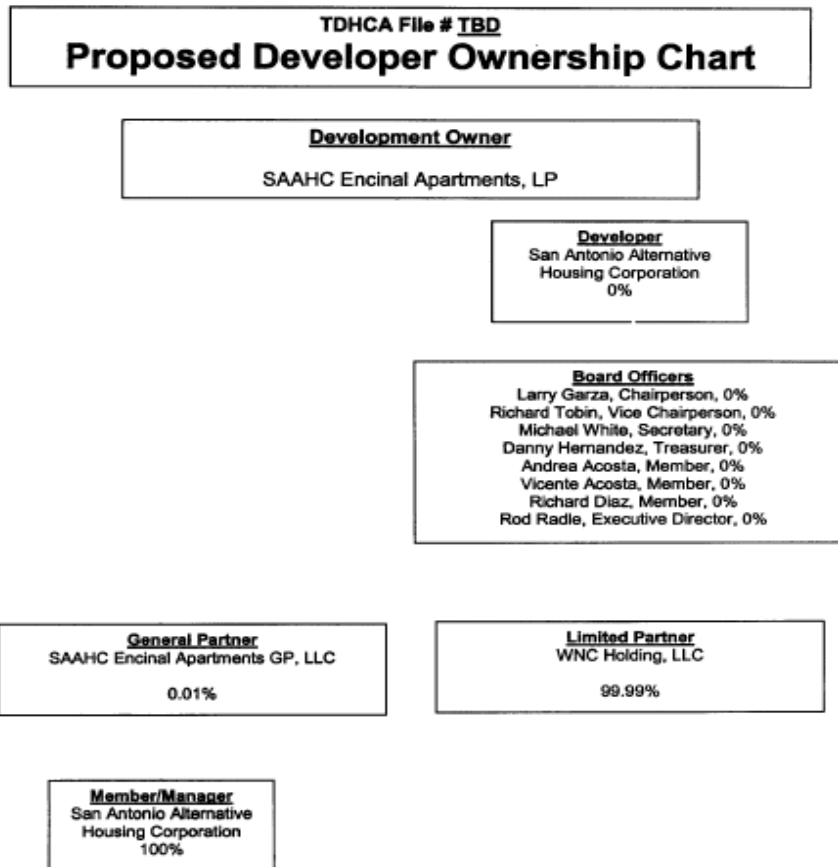 TDHCA File # TBD
Proposed Developer Ownership Chart
Development Owner
SAAHC Encinal Apartments, LP
Developer
San Antonio Alternative
Housing Corporation
0%
Board Officers
Larry Garza, Chairperson, 0%
Richard Tobin, Vice Chairperson, 0%
Michael White, Secretary, 0%
Danny Hernandez, Treasurer, 0%
Andrea Acosta, Member, 0%
Vicente Acosta, Member, 0%
Richard Diaz, Member, 0%
Rod Radle, Executive Director, 0%
General Partner
SAAHC Encinal Apartments GP, LLC
0.01%
Limited Partner
WNC Holding, LLC
99.99%
Member/Manager
San Antonio Alternative
Housing Corporation
100%